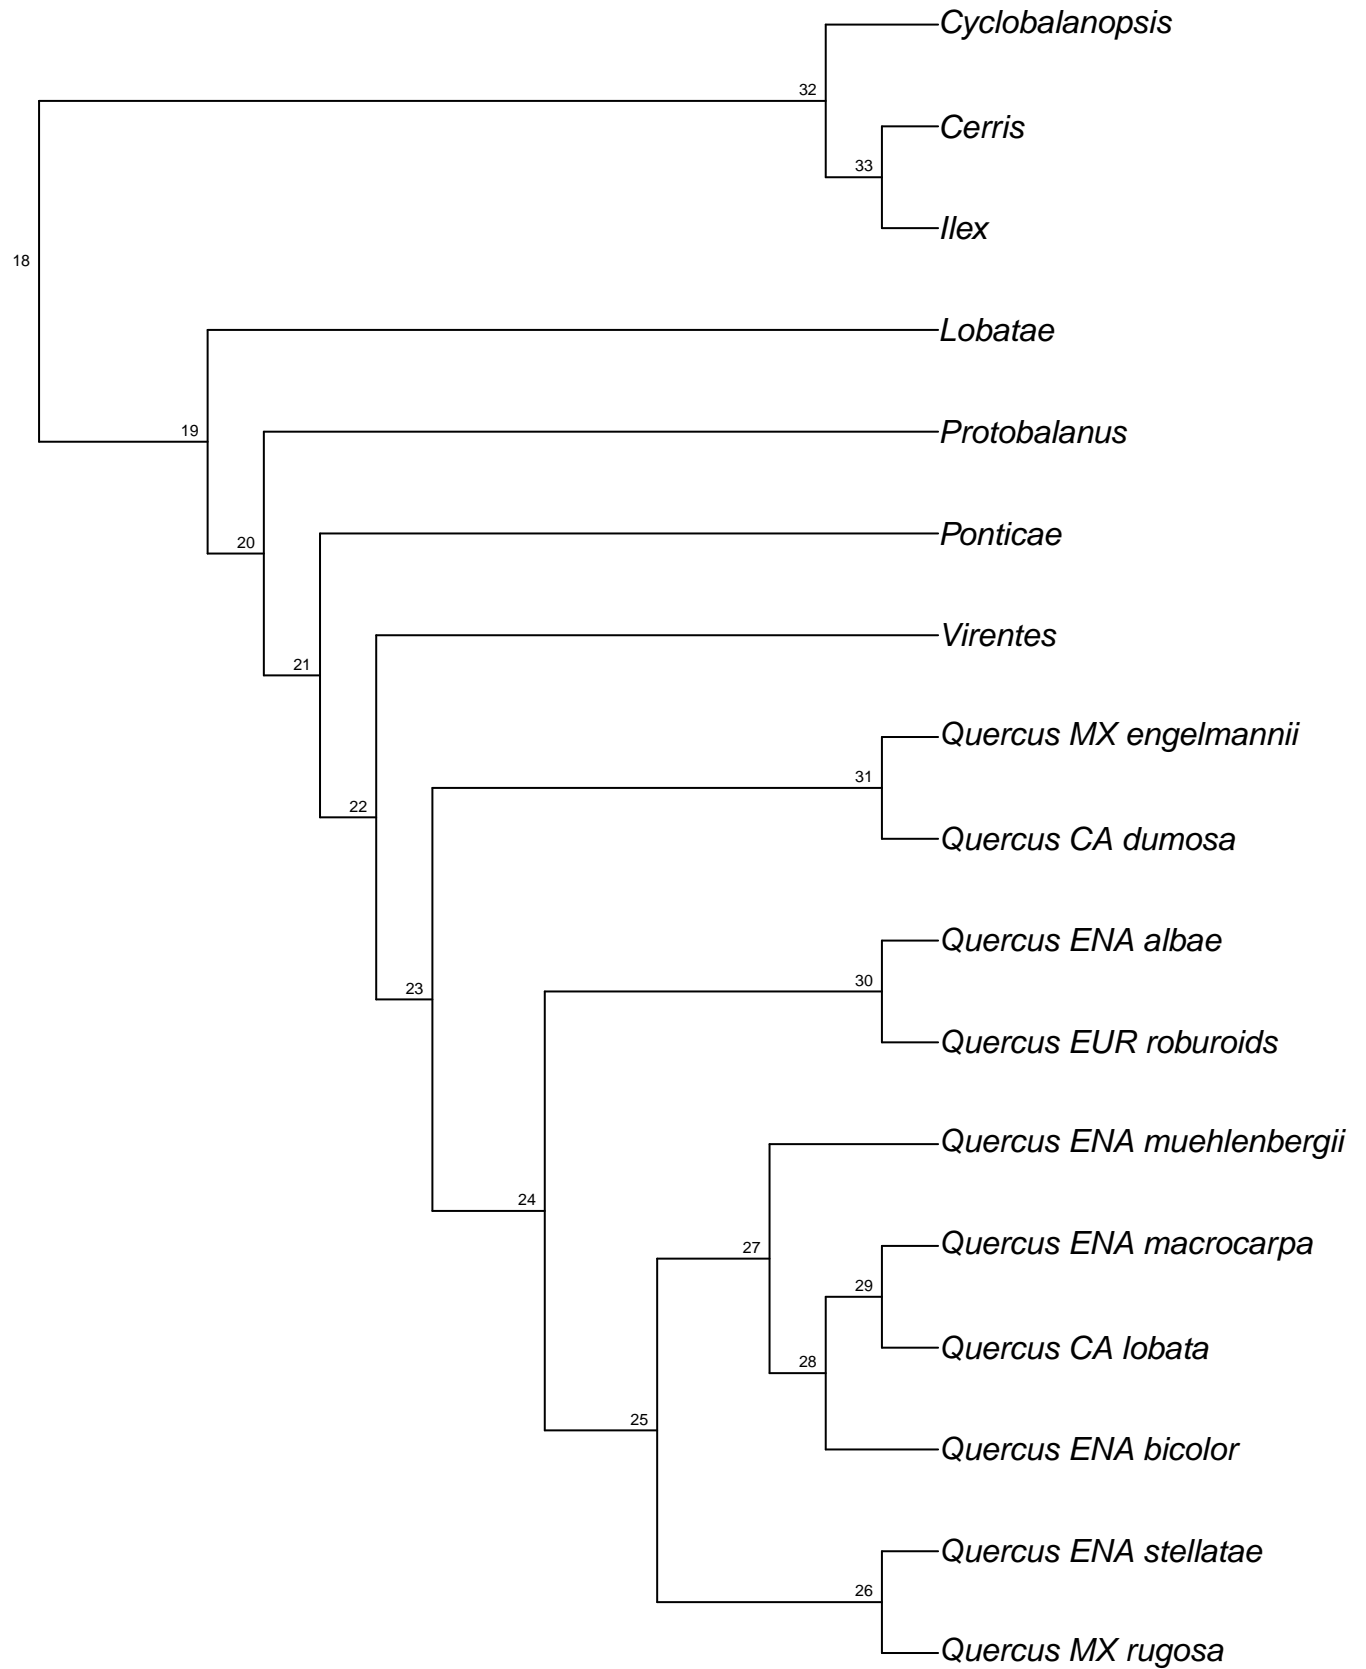 Cyclobalanopsis
32
Cerris
33
Ilex
18
Lobatae
19
Protobalanus
20
Ponticae
Virentes
21
Quercus MX engelmannii
31
22
Quercus CA dumosa
Quercus ENA albae
30
23
Quercus EUR roburoids
Quercus ENA muehlenbergii
24
27
Quercus ENA macrocarpa
29
Quercus CA lobata
28
25
Quercus ENA bicolor
Quercus ENA stellatae
26
Quercus MX rugosa